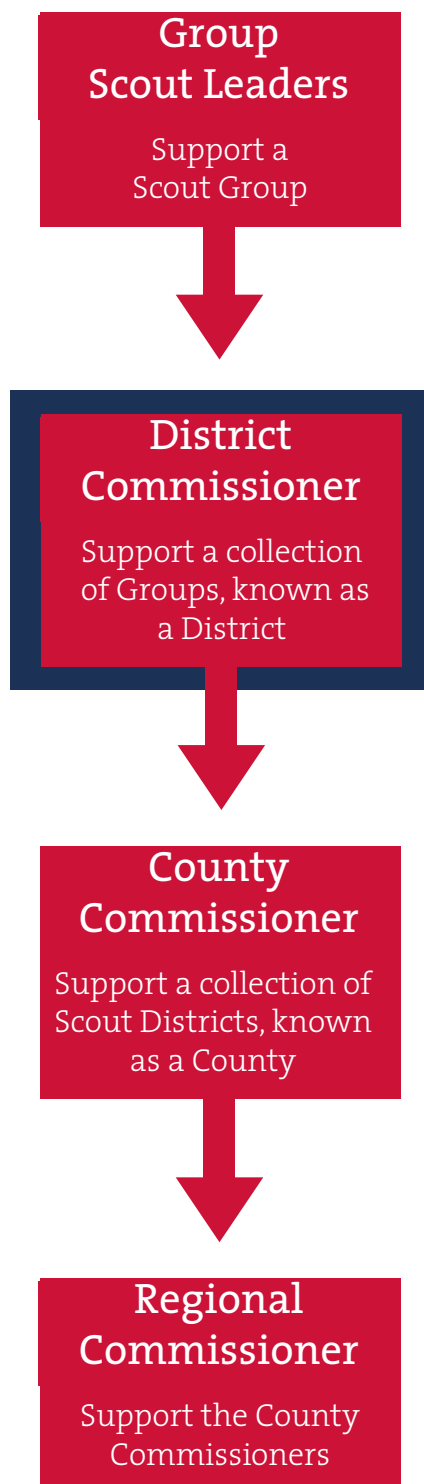 Group
Scout Leaders
Support a
Scout Group
District
Commissioner
Support a collection
of Groups, known as
a District
County
Commissioner
Support a collection of
Scout Districts, known
as a County
Regional
Commissioner
Support the County
Commissioners